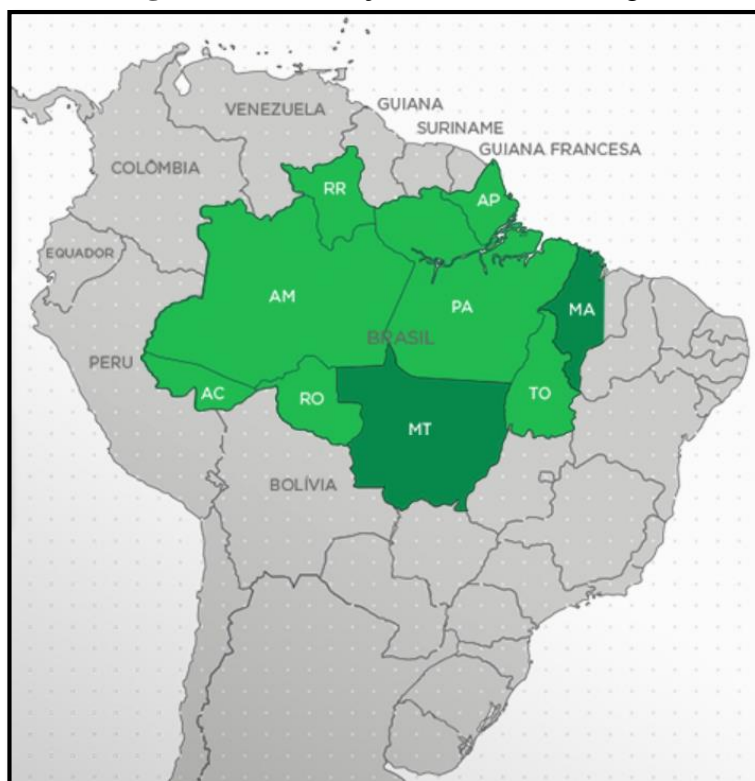 VENEZUELA
GUIANA
SURINAME
GUIANA FRANCESA
COLÔMBIA
RR
AP
EQUADOR
AM
PA
MA
BRASIL
PERU
AC
RO
TO
MT
BOLÍVIA